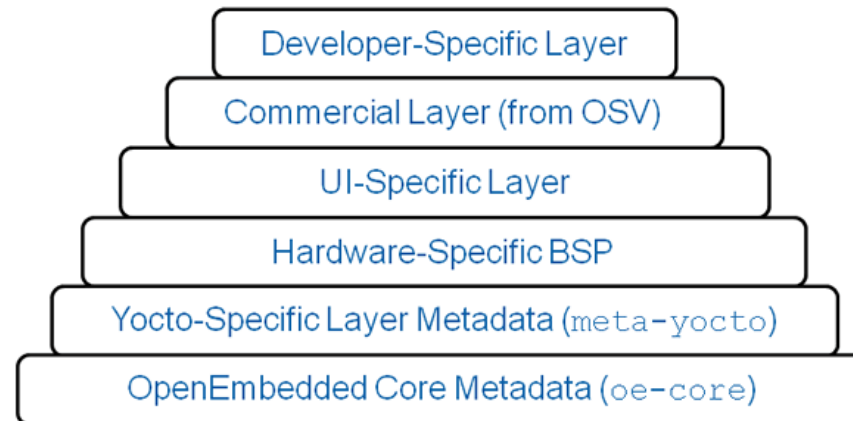 Developer-Specific Layer
Commercial Layer (from OSV)
UI-Specific Layer
Hardware-Specific BSP
Yocto-Specific Layer Metadata (meta-yocto)
OpenEmbedded Core Metadata (oe-core)